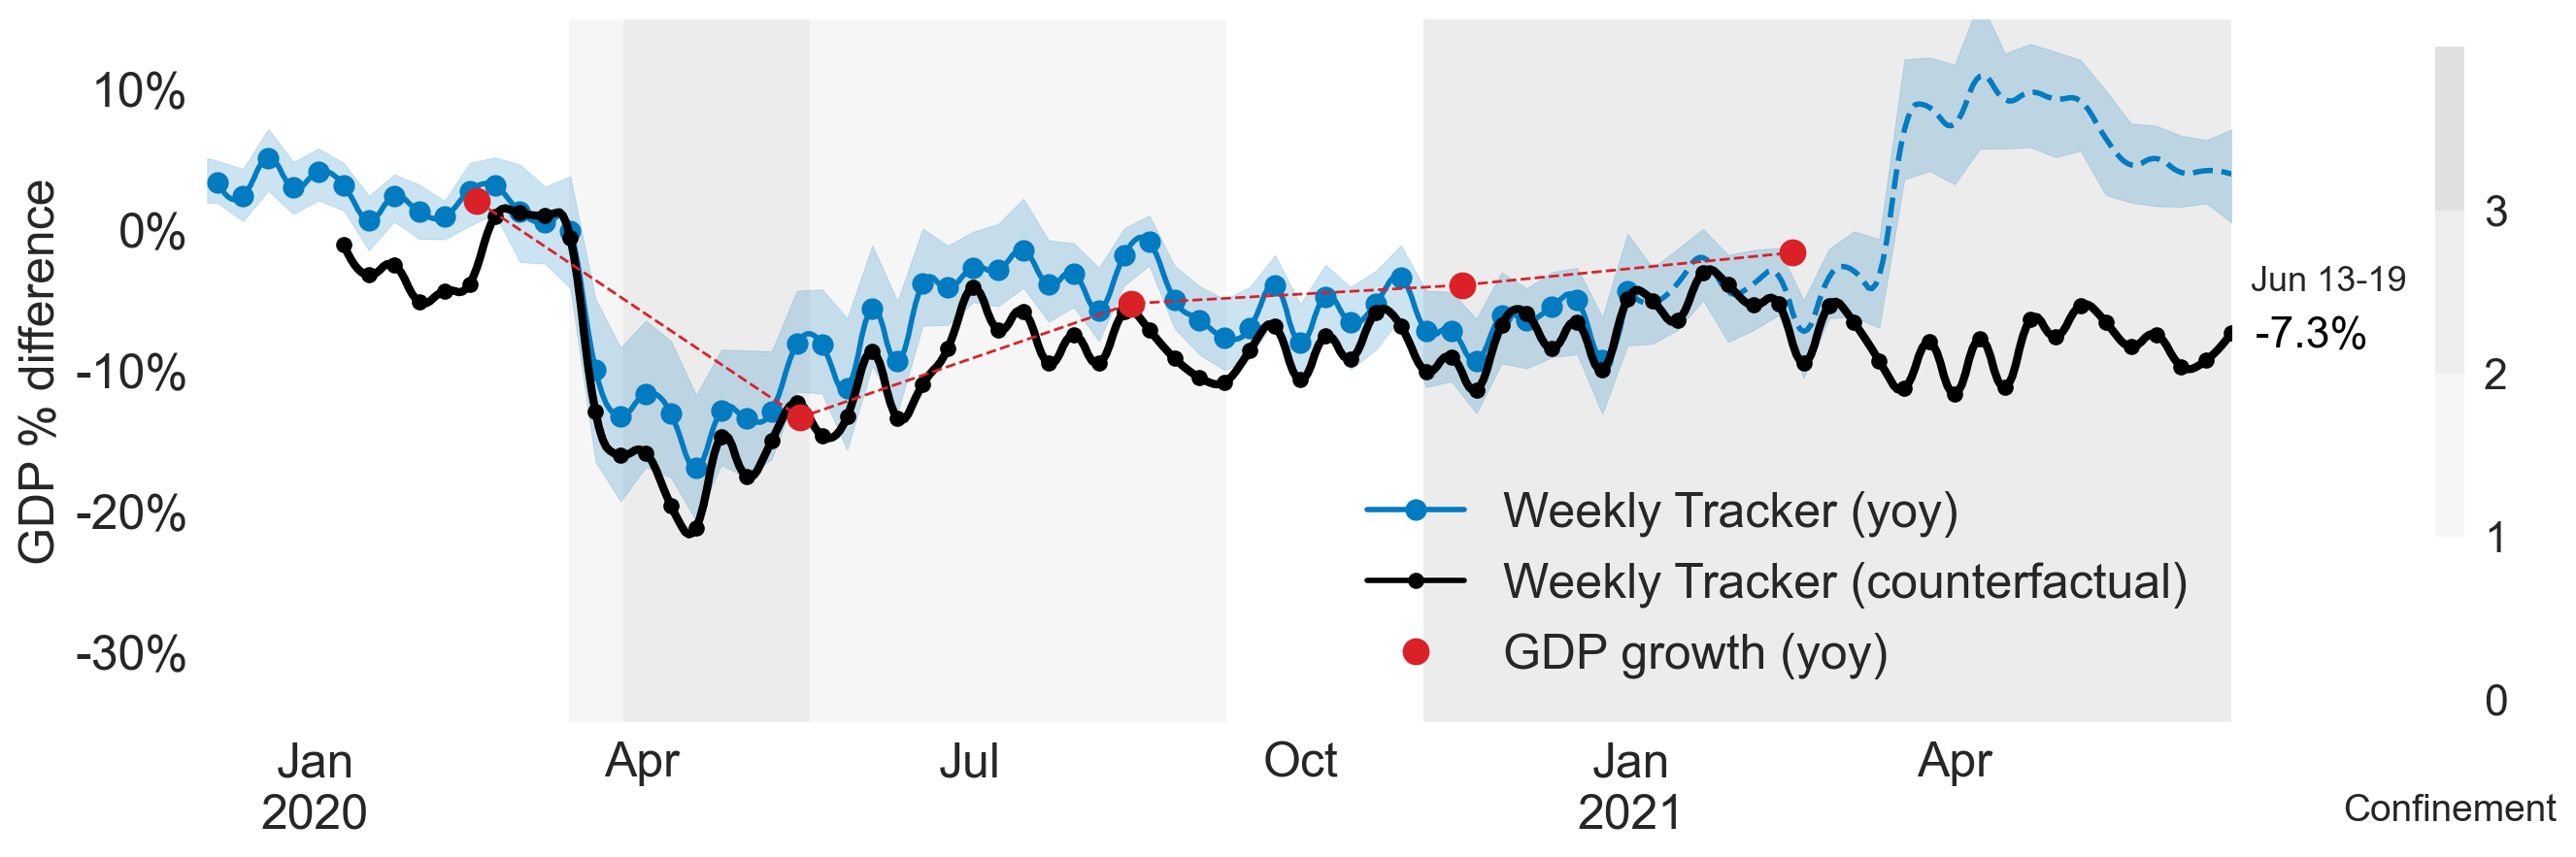 GDP % difference
10%
0%
-10%
-20%
-30%
Jan
2020
Apr
Jul
Oct
Jan
2021
Apr
Weekly Tracker (yoy)
Weekly Tracker (counterfactual)
GDP growth (yoy)
Jun 13-19
-7.3%
3
2
1
0
Confinement